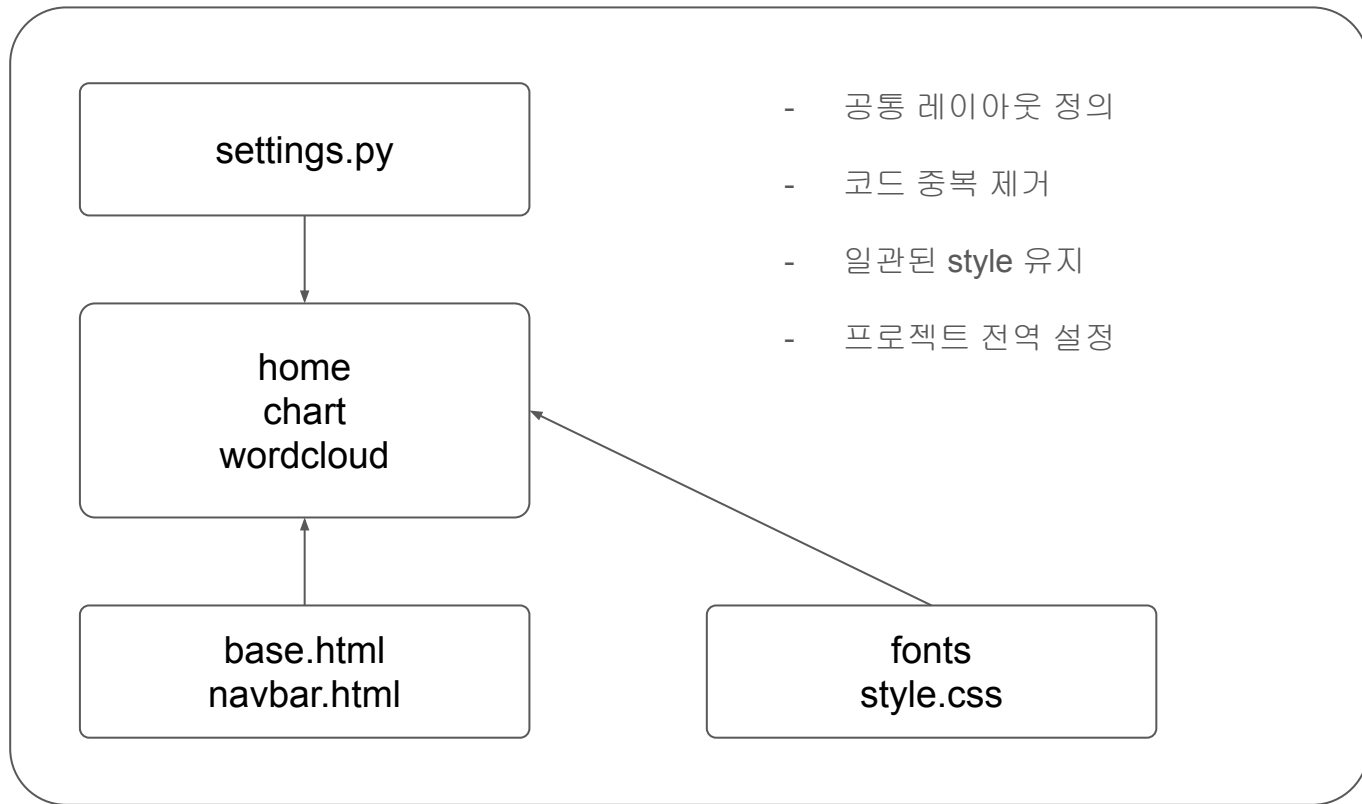 settings.py
home
chart
wordcloud
base.html
navbar.html
fonts
style.css
- 공통 레이아웃 정의
- 코드 중복 제거
- 일관된 style 유지
- 프로젝트 전역 설정